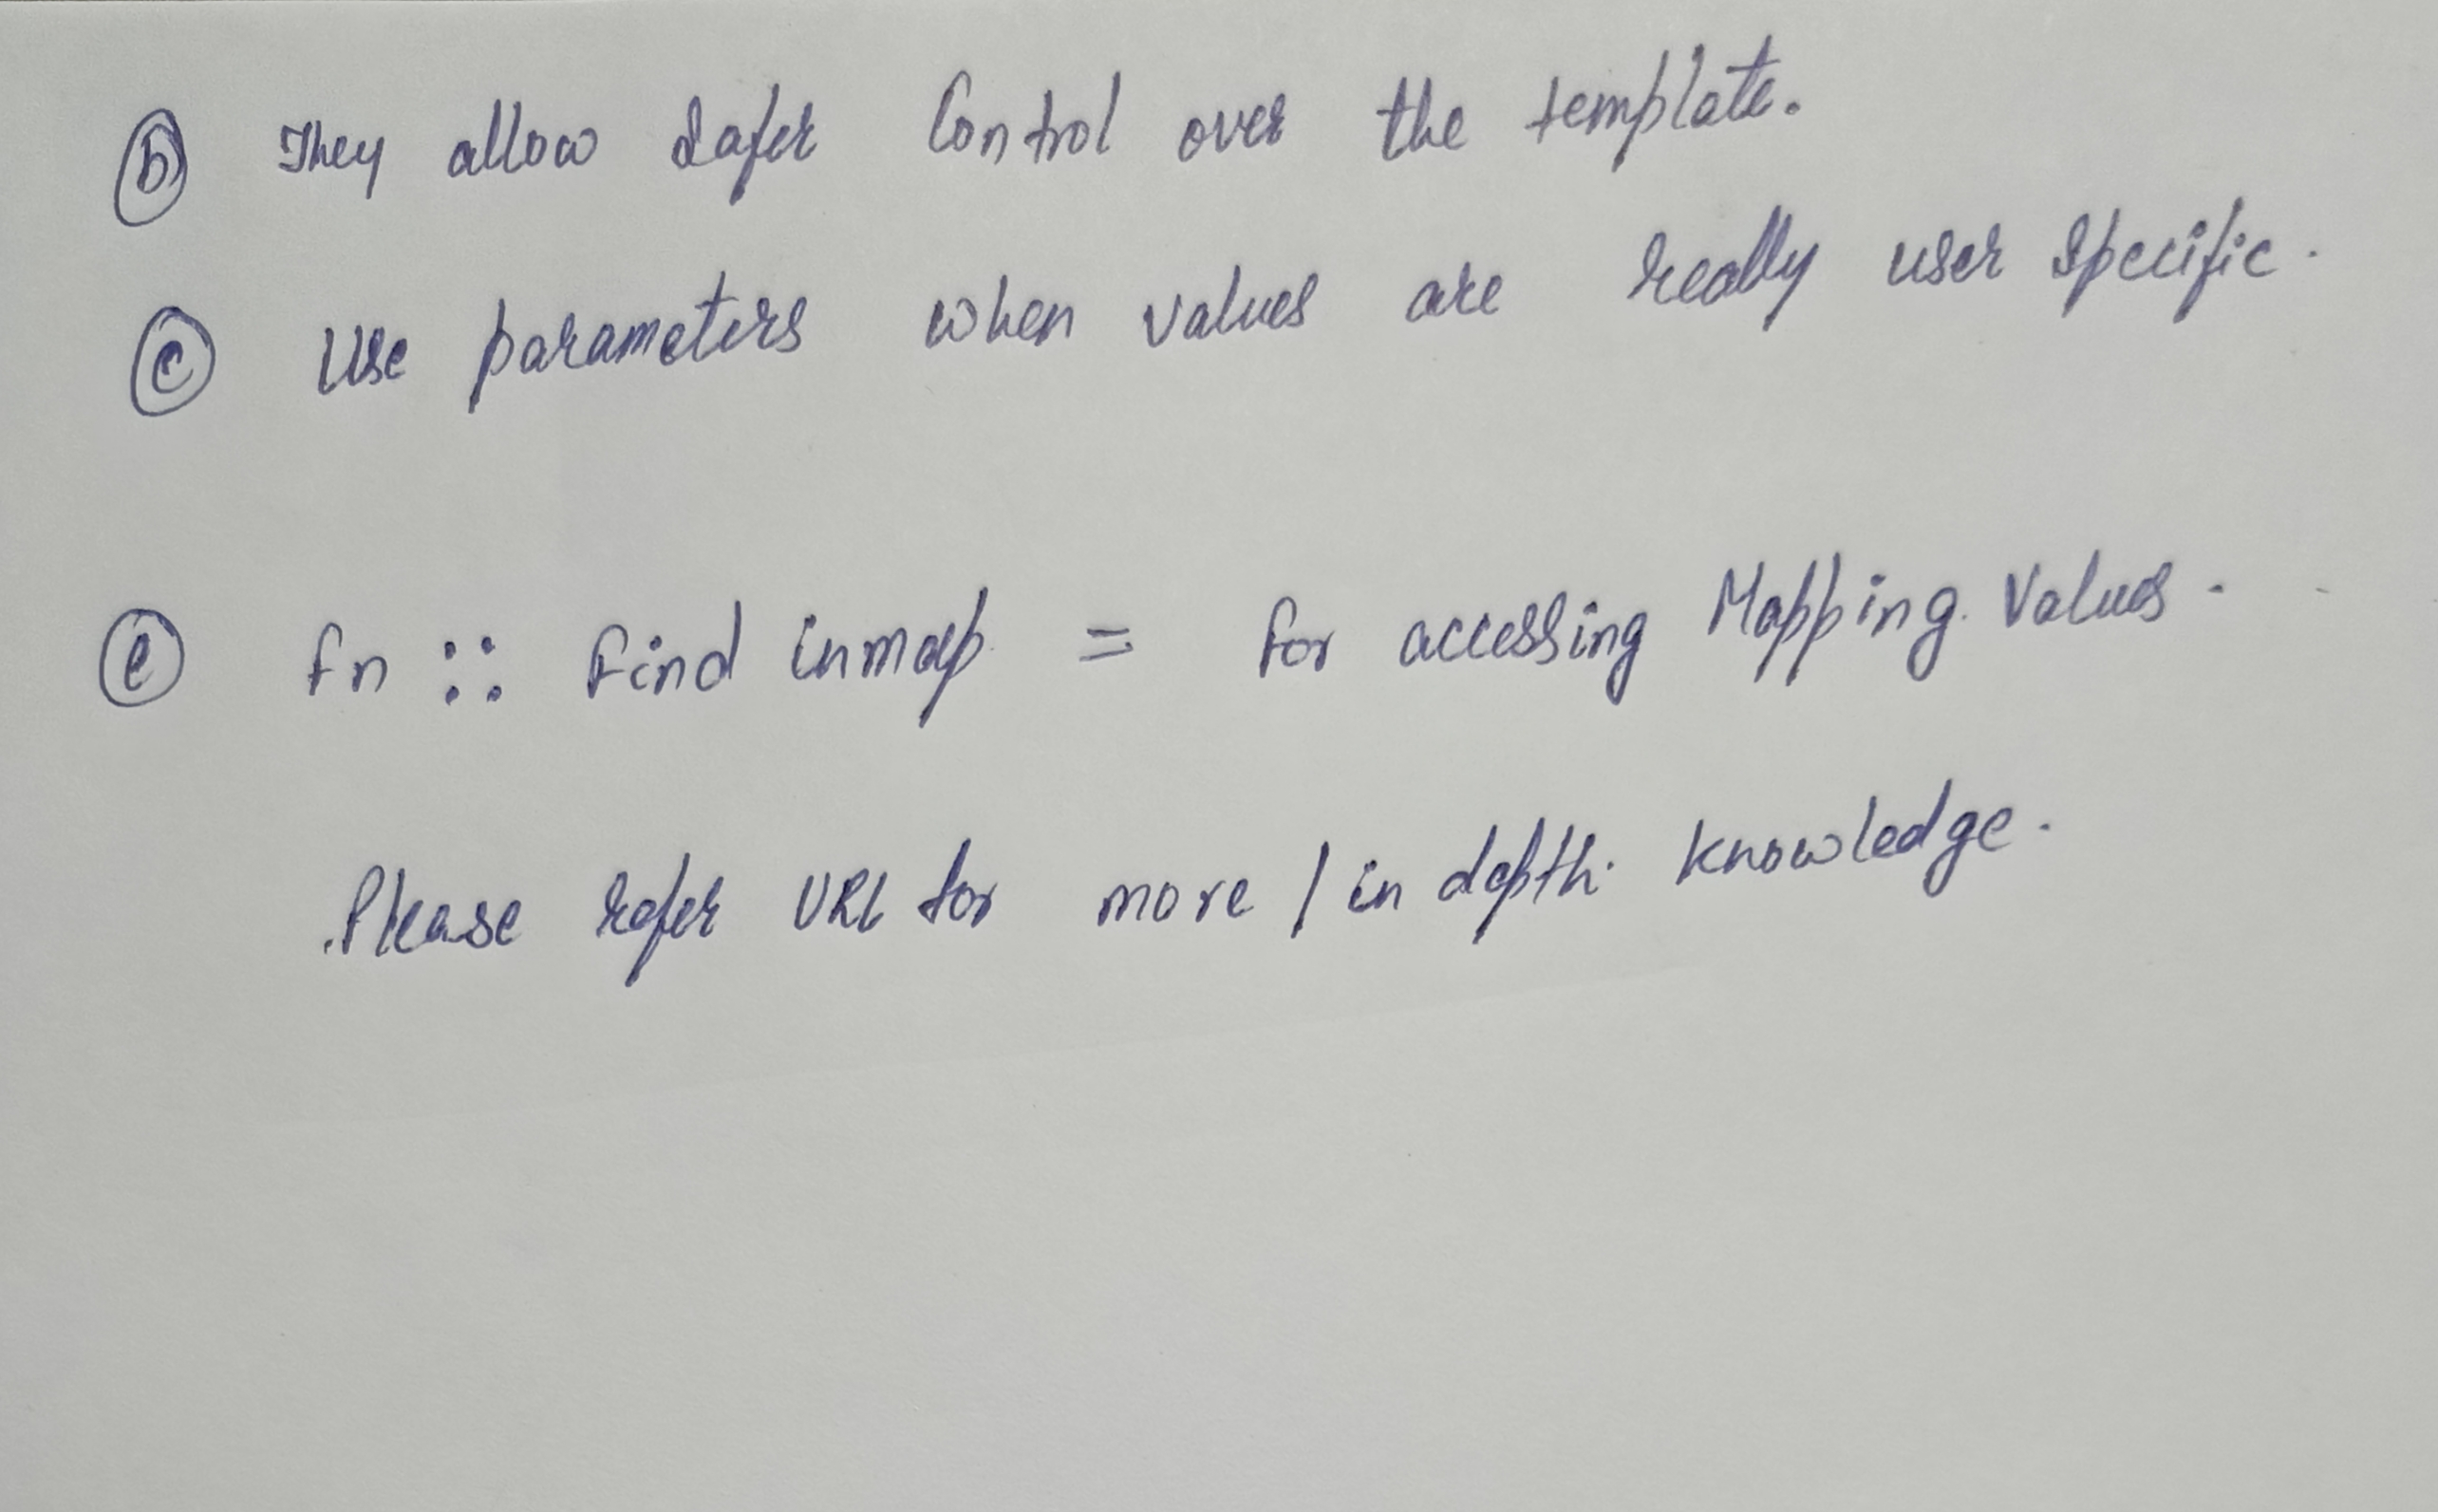 b They allow safer Control over the template.
c Use parameters when values are really user specific.
e fn :: find inmap = for accessing Mapping Values.
Please refer URL for more / in depth knowledge.